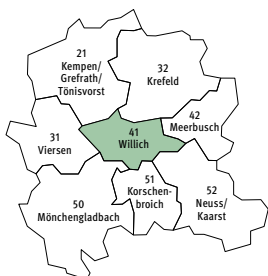 21
Kempen/
Grefrath/
Tönisvorst
32
Krefeld
42
Meerbusch
41
Willich
31
Viersen
51
Korschen-
broich
52
Neuss/
Kaarst
50
Mönchengladbach